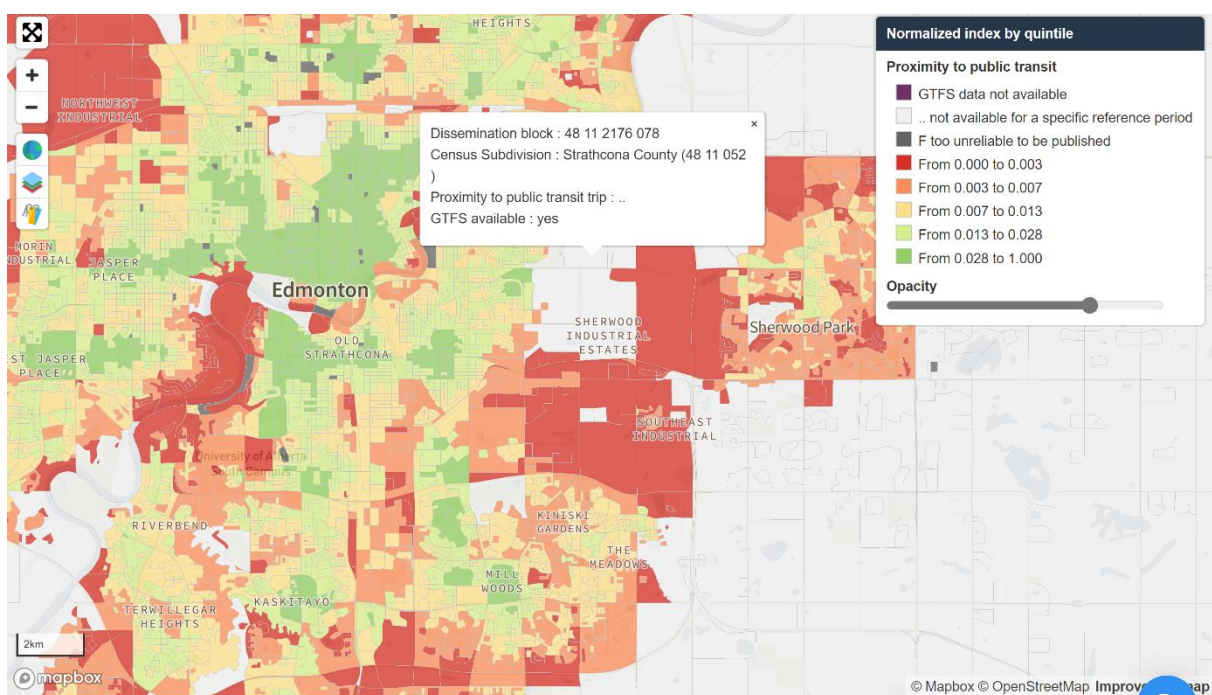 HEIGHTS
NORTHWEST
INDUSTRIAL
+
−
Dissemination block : 48 11 2176 078
×
Census Subdivision : Strathcona County (48 11 052
)
Proximity to public transit trip : ..
GTFS available : yes
Normalized index by quintile
Proximity to public transit
GTFS data not available
.. not available for a specific reference period
F too unreliable to be published
From 0.000 to 0.003
From 0.003 to 0.007
From 0.007 to 0.013
From 0.013 to 0.028
From 0.028 to 1.000
Opacity
MORIN
NDUSTRIAL
JASPER
PLACE
Edmonton
OLD
STRATHCONA
SHERWOOD
INDUSTRIAL
ESTATES
Sherwood Park
ST JASPER
PLACE
SOUTHEAST
INDUSTRIAL
University of Alberta
South Campus
RIVERBEND
KINISKI
GARDENS
THE
MEADOWS
MILL
WOODS
KASKITAYO
TERWILLEGAR
HEIGHTS
2km
mapbox
© Mapbox © OpenStreetMap Improve map